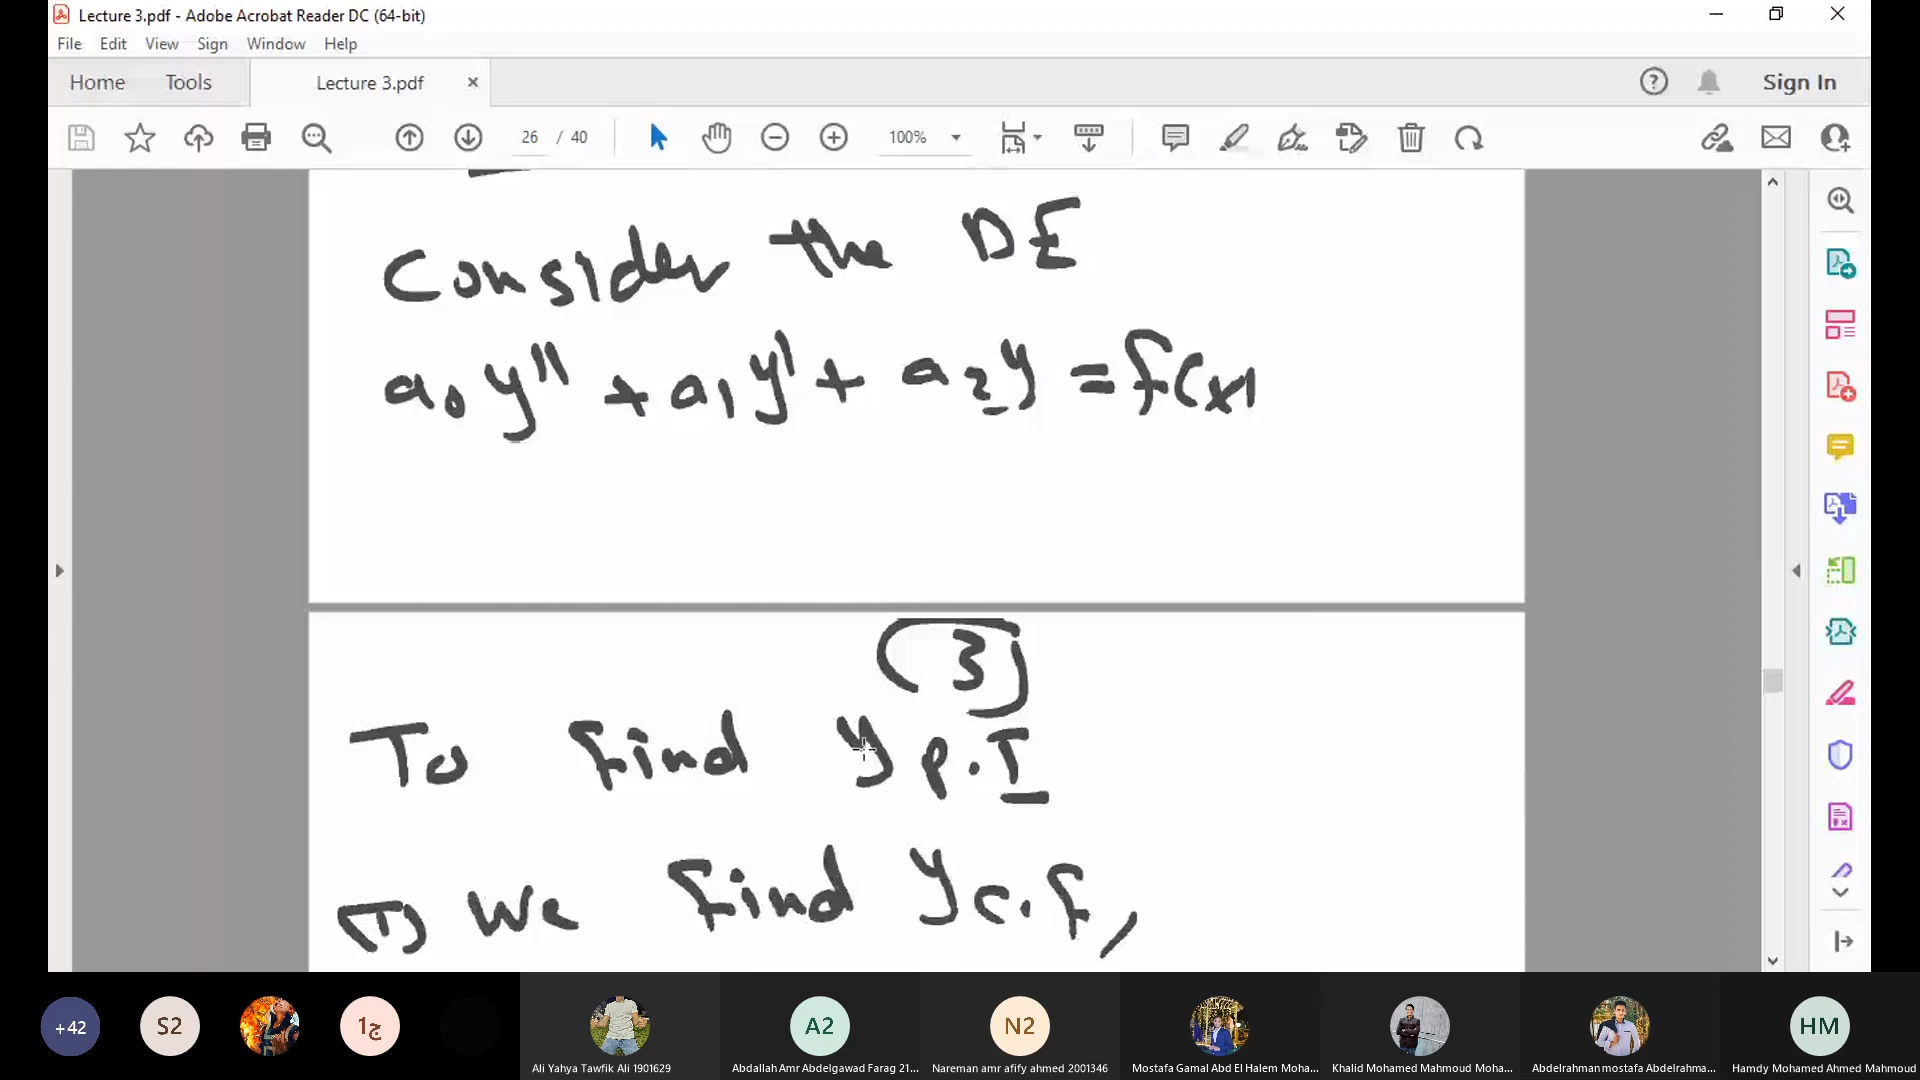 Lecture 3.pdf - Adobe Acrobat Reader DC (64-bit)
File Edit View Sign Window Help
Home Tools Lecture 3.pdf × Sign In
26 / 40 100%
Consider the DE
a₀y'' + a₁y' + a₂y = f(x)
(3)
To find y P.I
(1) we find y c.f,
+42 S2 ج1 A2 N2 HM
Ali Yahya Tawfik Ali 1901629 Abdallah Amr Abdelgawad Farag 21... Nareman amr afify ahmed 2001346 Mostafa Gamal Abd El Halem Moha... Khalid Mohamed Mahmoud Moha... Abdelrahman mostafa Abdelrahma... Hamdy Mohamed Ahmed Mahmoud